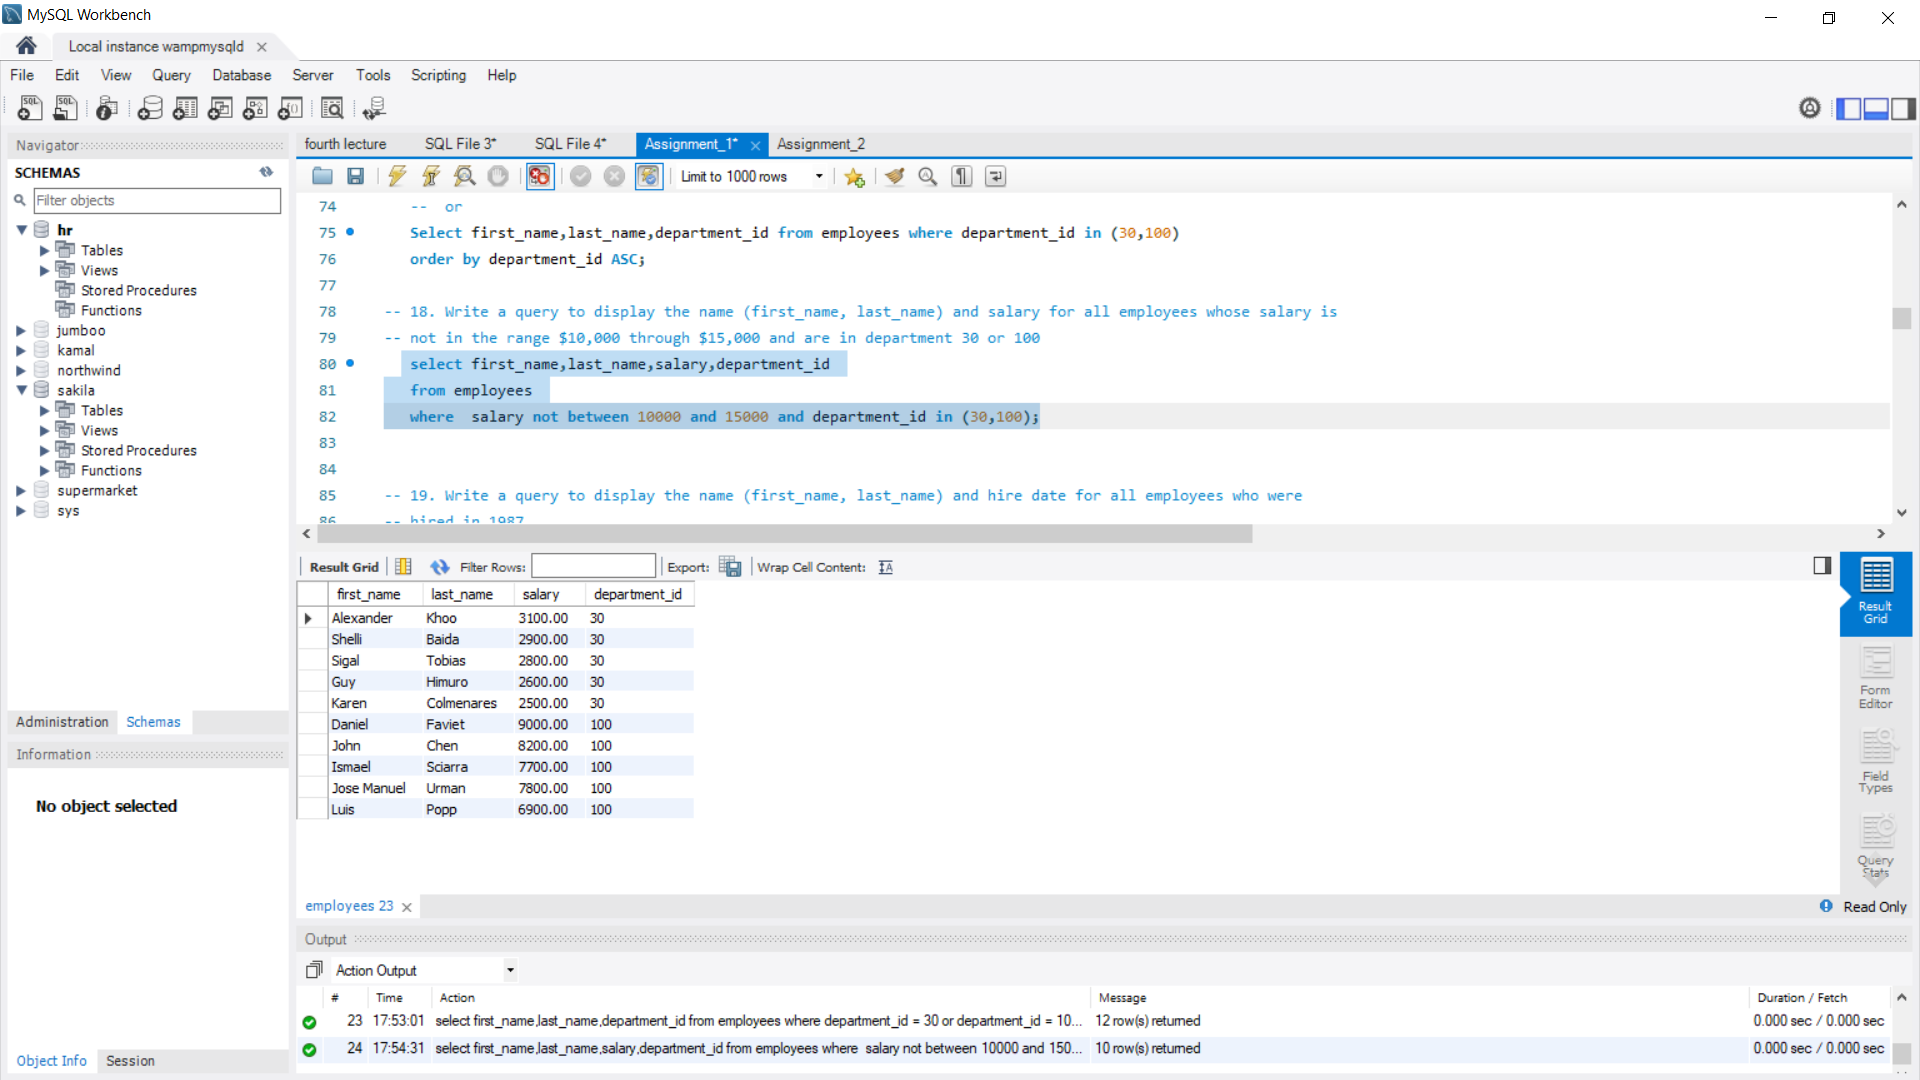 MySQL Workbench
Local instance wampmysqld
File Edit View Query Database Server Tools Scripting Help
Navigator
SCHEMAS
Filter objects
hr
Tables
Views
Stored Procedures
Functions
jumboo
kamal
northwind
sakila
Tables
Views
Stored Procedures
Functions
supermarket
sys
Administration Schemas
Information
No object selected
Object Info Session
fourth lecture SQL File 3* SQL File 4* Assignment_1* Assignment_2
Limit to 1000 rows
74 -- or
75 Select first_name,last_name,department_id from employees where department_id in (30,100)
76 order by department_id ASC;
77
78 -- 18. Write a query to display the name (first_name, last_name) and salary for all employees whose salary is
79 -- not in the range $10,000 through $15,000 and are in department 30 or 100
80 select first_name,last_name,salary,department_id
81 from employees
82 where salary not between 10000 and 15000 and department_id in (30,100);
83
84
85 -- 19. Write a query to display the name (first_name, last_name) and hire date for all employees who were
86 -- hired in 1987
Result Grid Filter Rows: Export: Wrap Cell Content:
first_name last_name salary department_id
Alexander Khoo 3100.00 30
Shelli Baida 2900.00 30
Sigal Tobias 2800.00 30
Guy Himuro 2600.00 30
Karen Colmenares 2500.00 30
Daniel Faviet 9000.00 100
John Chen 8200.00 100
Ismael Sciarra 7700.00 100
Jose Manuel Urman 7800.00 100
Luis Popp 6900.00 100
Result
Grid
Form
Editor
Field
Types
Query
Stats
employees 23
Read Only
Output
Action Output
# Time Action Message Duration / Fetch
23 17:53:01 select first_name,last_name,department_id from employees where department_id = 30 or department_id = 10... 12 row(s) returned 0.000 sec / 0.000 sec
24 17:54:31 select first_name,last_name,salary,department_id from employees where salary not between 10000 and 150... 10 row(s) returned 0.000 sec / 0.000 sec